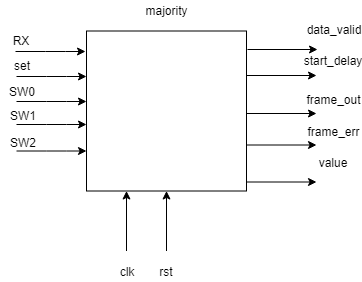 majority
RX
set
SW0
SW1
SW2
data_valid
start_delay
frame_out
frame_err
value
clk
rst